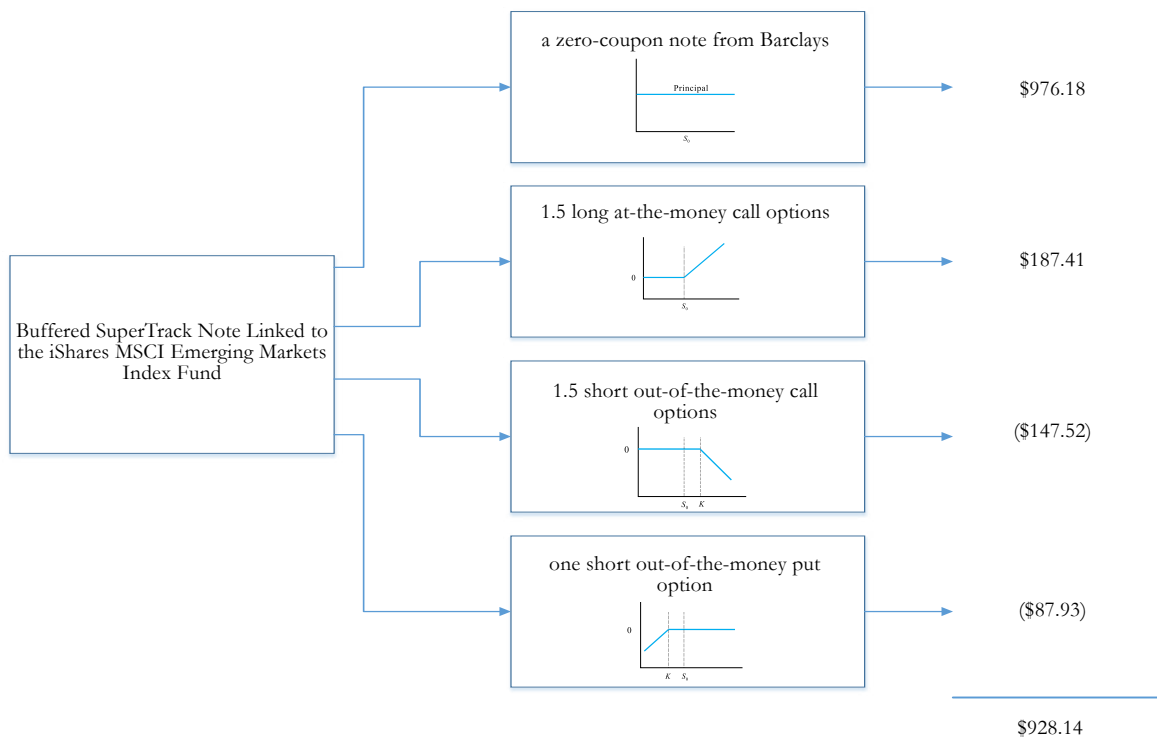 a zero-coupon note from Barclays
Principal
S₀
$976.18
1.5 long at-the-money call options
0
S₀
$187.41
Buffered SuperTrack Note Linked to
the iShares MSCI Emerging Markets
Index Fund
1.5 short out-of-the-money call
options
0
S₀ K
($147.52)
one short out-of-the-money put
option
0
K S₀
($87.93)
$928.14